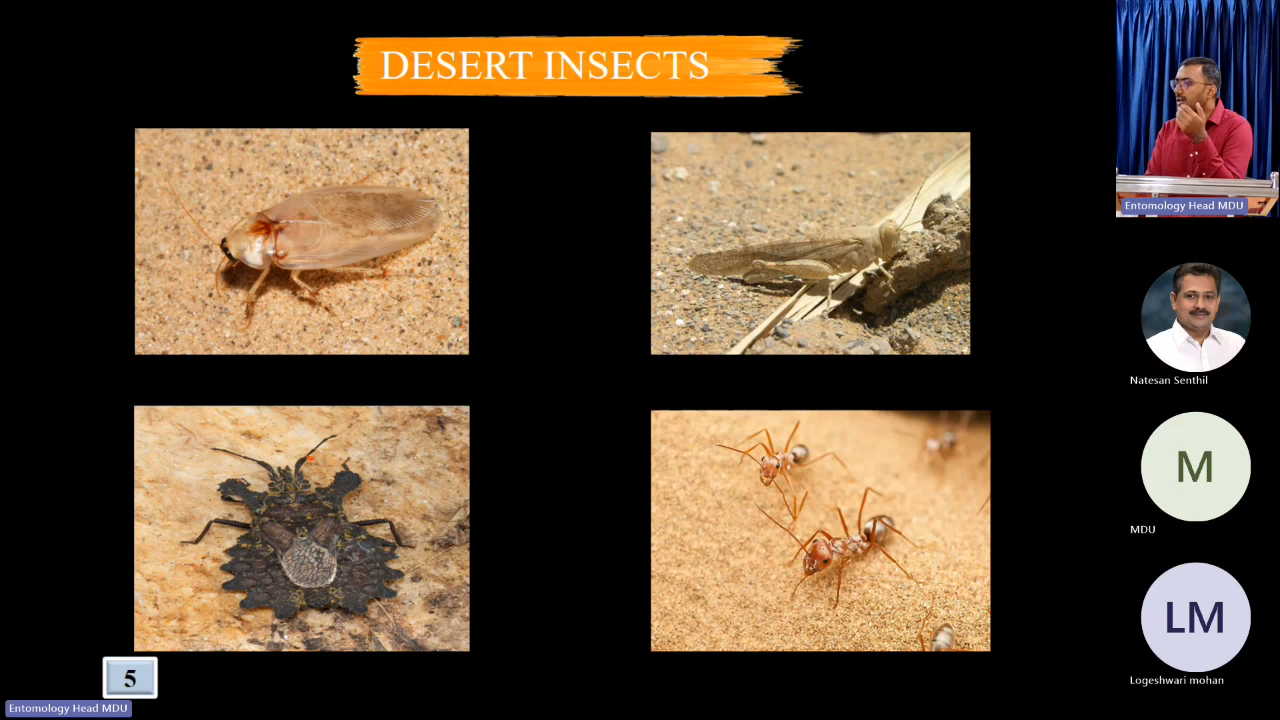 DESERT INSECTS
5
Entomology Head MDU
Entomology Head MDU
Natesan Senthil
M
MDU
LM
Logeshwari mohan